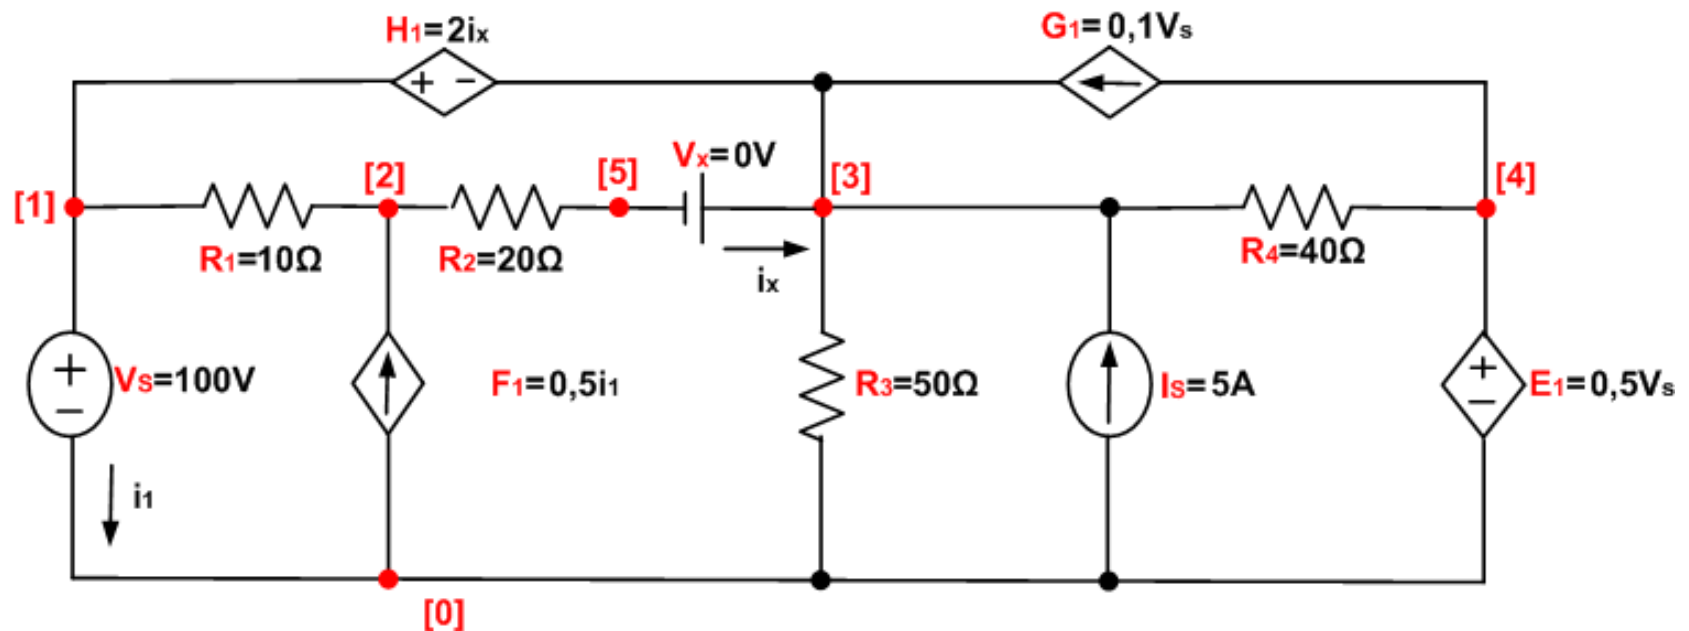 H1=2ix
G1=0,1Vs
+ -
Vx=0V
[1]
[2]
[5]
[3]
[4]
R1=10Ω
R2=20Ω
ix
R4=40Ω
+
-
VS=100V
F1=0,5i1
R3=50Ω
IS=5A
+
-
E1=0,5Vs
i1
[0]